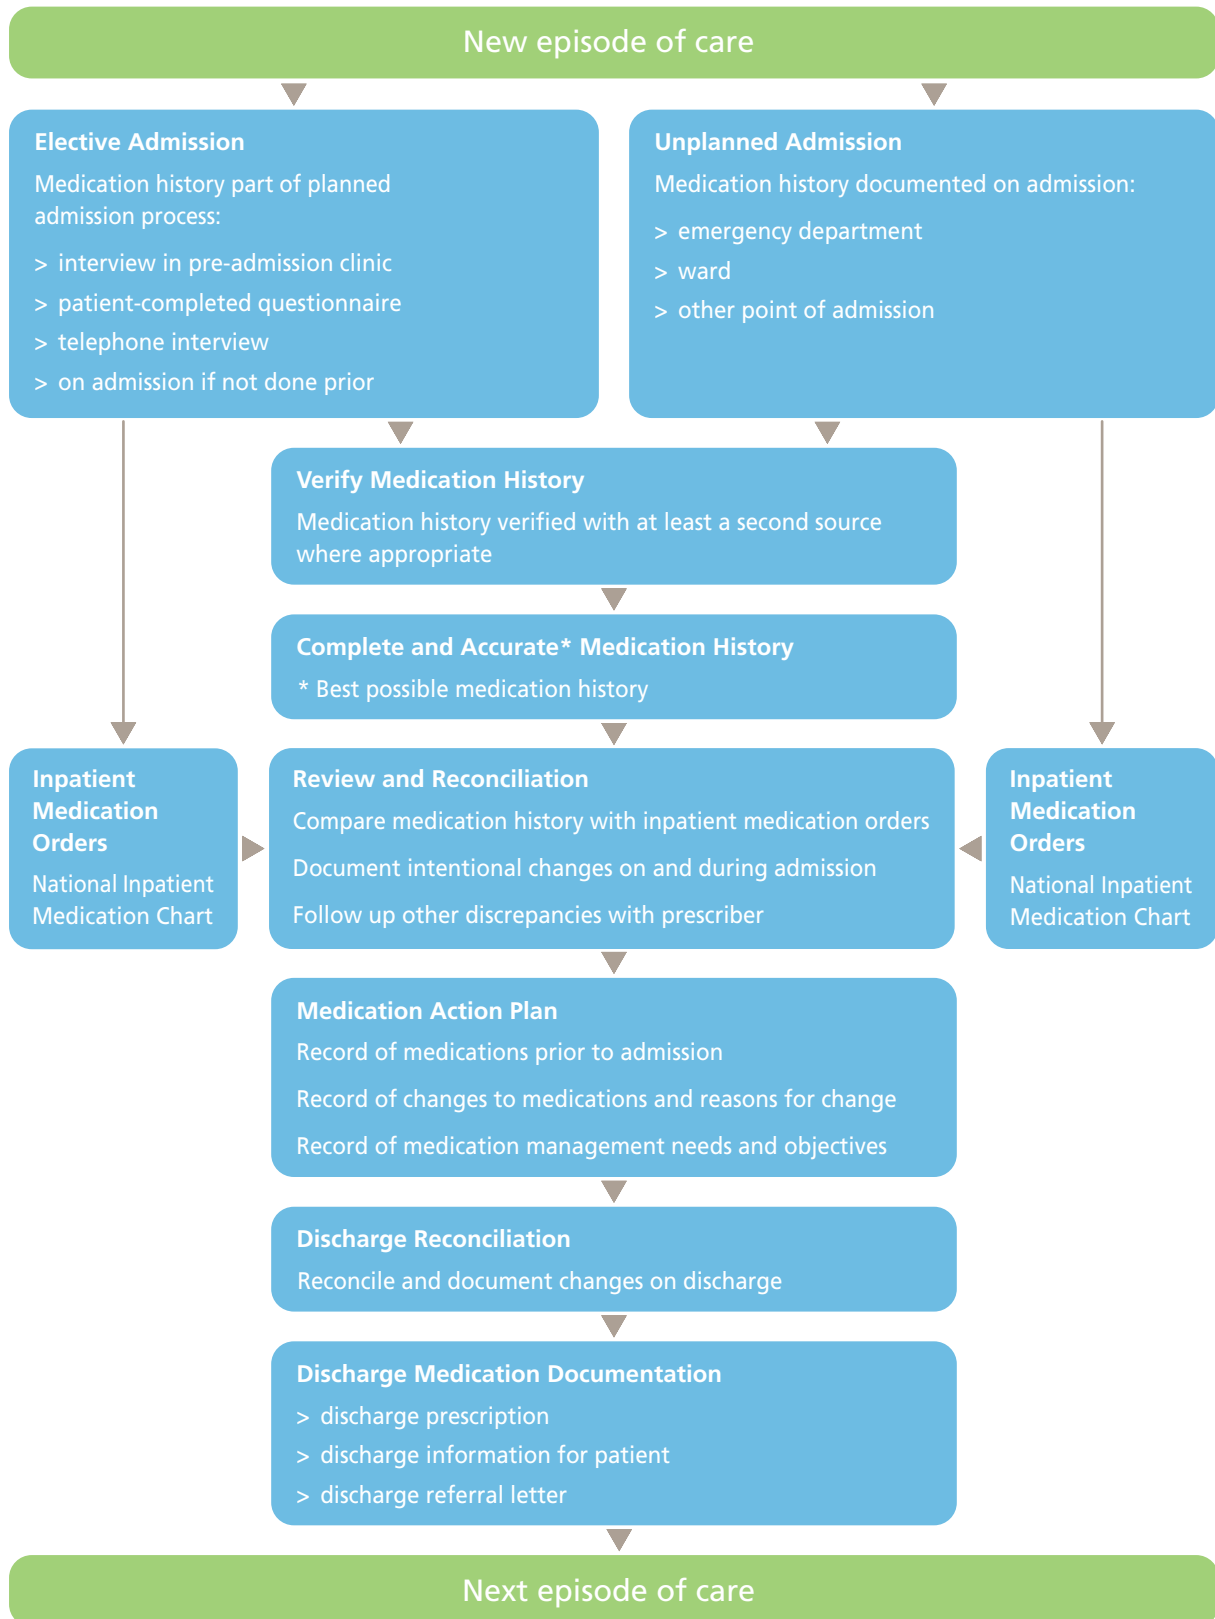 New episode of care
Elective Admission
Medication history part of planned
admission process:
> interview in pre-admission clinic
> patient-completed questionnaire
> telephone interview
> on admission if not done prior
Unplanned Admission
Medication history documented on admission:
> emergency department
> ward
> other point of admission
Verify Medication History
Medication history verified with at least a second source
where appropriate
Complete and Accurate* Medication History
* Best possible medication history
Inpatient
Medication
Orders
National Inpatient
Medication Chart
Review and Reconciliation
Compare medication history with inpatient medication orders
Document intentional changes on and during admission
Follow up other discrepancies with prescriber
Inpatient
Medication
Orders
National Inpatient
Medication Chart
Medication Action Plan
Record of medications prior to admission
Record of changes to medications and reasons for change
Record of medication management needs and objectives
Discharge Reconciliation
Reconcile and document changes on discharge
Discharge Medication Documentation
> discharge prescription
> discharge information for patient
> discharge referral letter
Next episode of care